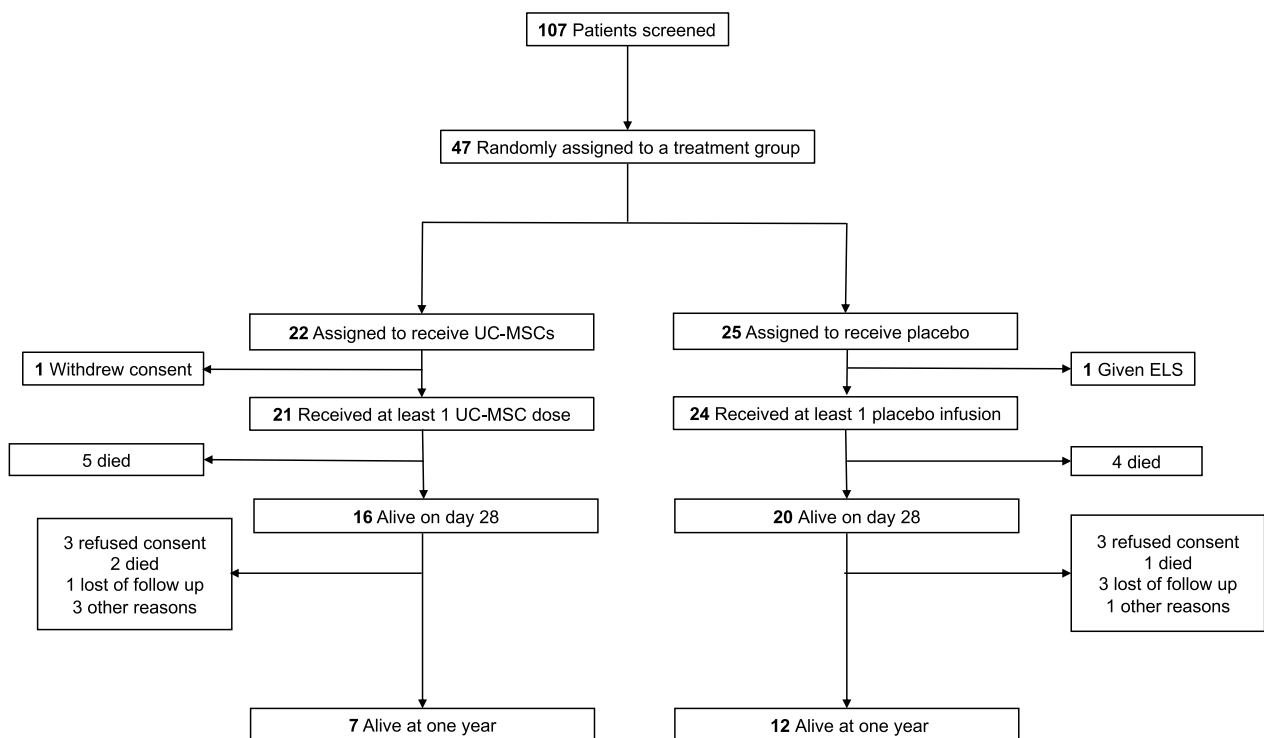 107 Patients screened
47 Randomly assigned to a treatment group
22 Assigned to receive UC-MSCs
25 Assigned to receive placebo
1 Withdrew consent
1 Given ELS
21 Received at least 1 UC-MSC dose
24 Received at least 1 placebo infusion
5 died
4 died
16 Alive on day 28
20 Alive on day 28
3 refused consent
2 died
1 lost of follow up
3 other reasons
3 refused consent
1 died
3 lost of follow up
1 other reasons
7 Alive at one year
12 Alive at one year